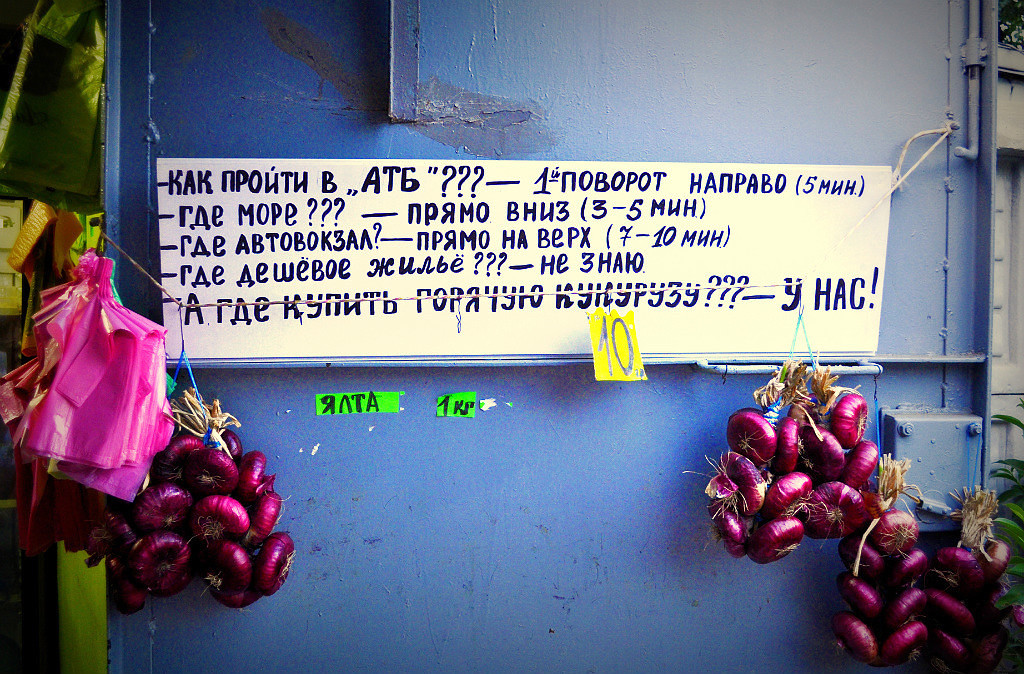 -КАК ПРОЙТИ В „АТБ"???— 1й ПОВОРОТ НАПРАВО (5 МИН.)
-ГДЕ МОРЕ??? — ПРЯМО ВНИЗ (3-5 МИН.)
-ГДЕ АВТОВОКЗАЛ?—ПРЯМО НА ВЕРХ (7-10 МИН)
-ГДЕ ДЕШЁВОЕ ЖИЛЬЁ???—НЕ ЗНАЮ.
-А ГДЕ КУПИТЬ ГОРЯЧУЮ КУКУРУЗУ???—У НАС!
10
ЯЛТА 1 кг